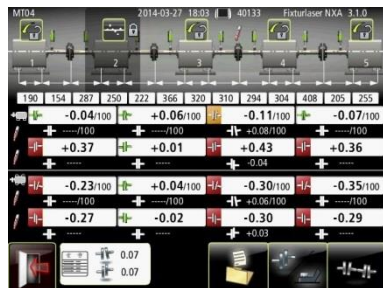 MT04 2014-03-27 18:03 40133 Fixturlaser NXA 3.1.0
1 2 3 4 5
190 154 287 250 222 366 320 310 294 304 408 205 255
-0.04/100 +0.06/100 -0.11/100 -0.07/100
-----/100 +0.08/100 -----/100
+0.37 +0.01 +0.43 +0.36
----- -0.04 -----
-0.23/100 +0.04/100 -0.30/100 -0.35/100
-----/100 +0.06/100 -----/100
-0.27 -0.02 -0.30 -0.29
----- +0.03 -----
0.07
0.07